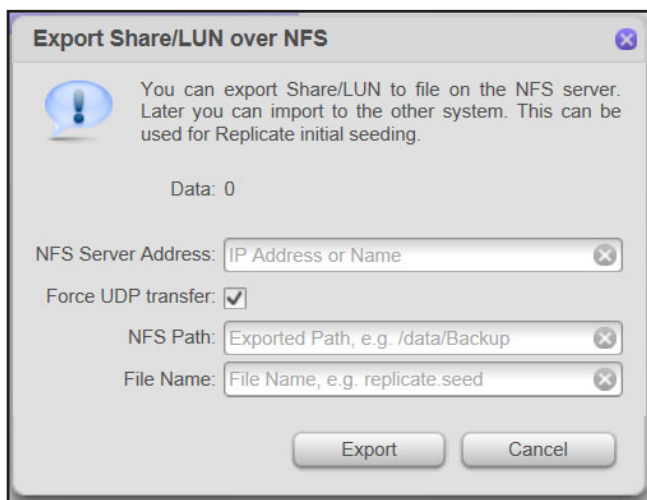 Export Share/LUN over NFS
You can export Share/LUN to file on the NFS server.
Later you can import to the other system. This can be
used for Replicate initial seeding.
Data: 0
NFS Server Address: IP Address or Name
Force UDP transfer:
NFS Path: Exported Path, e.g. /data/Backup
File Name: File Name, e.g. replicate.seed
Export Cancel